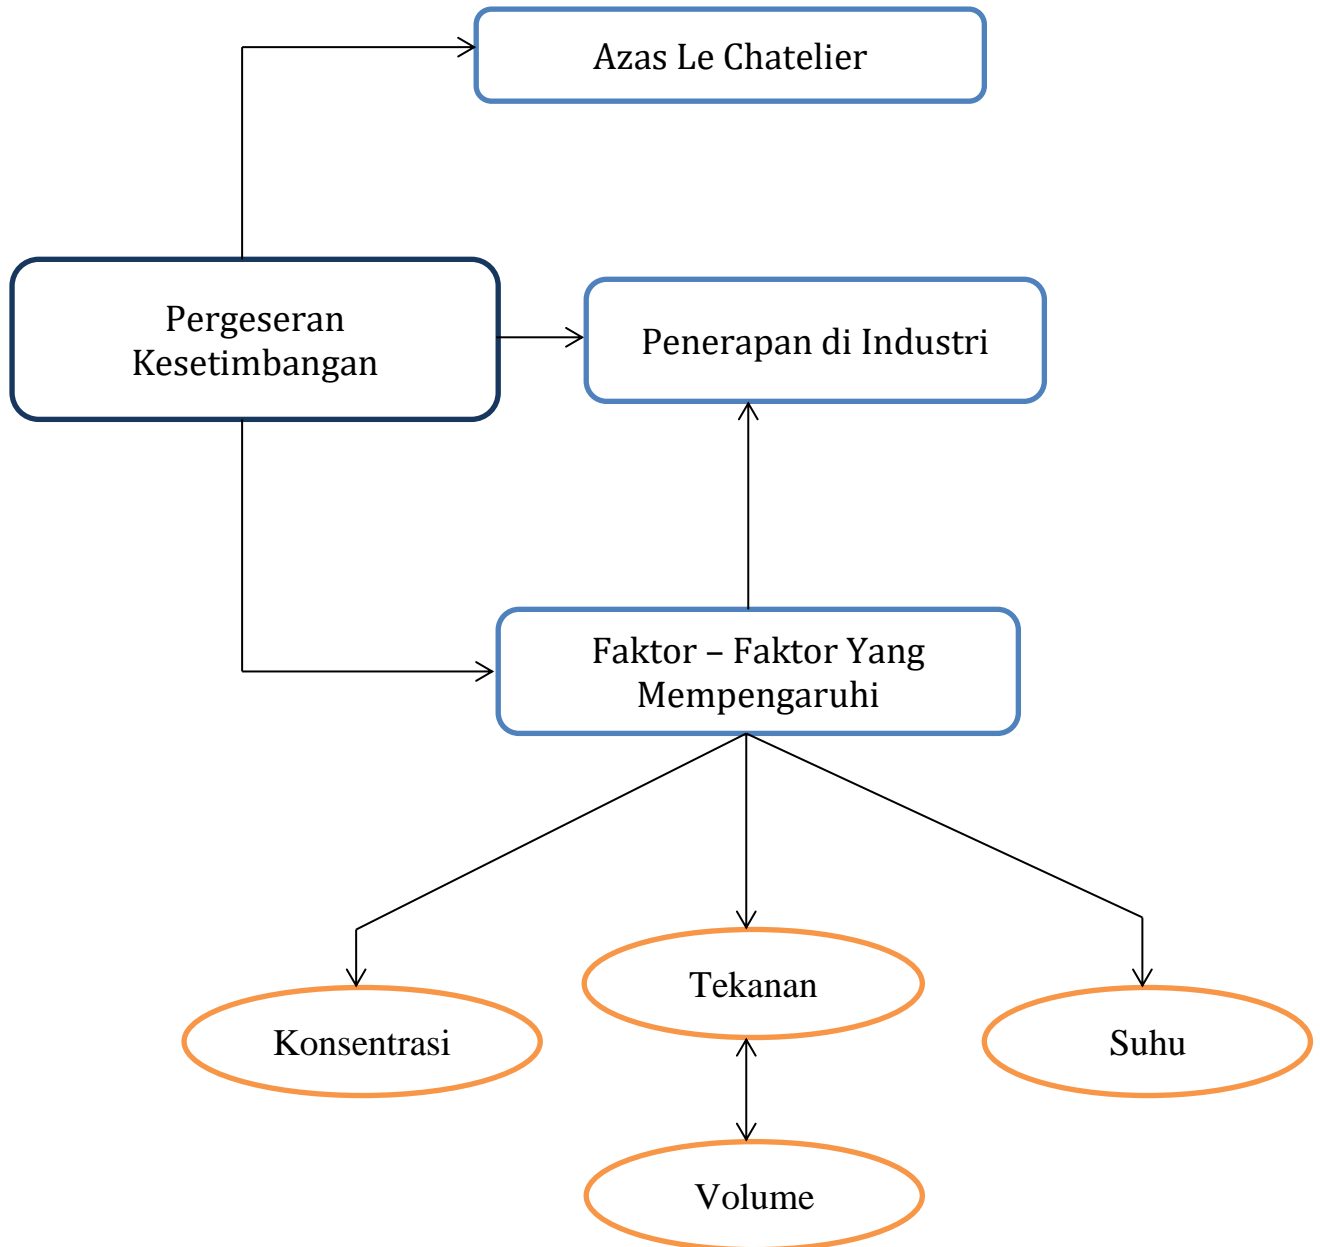 Azas Le Chatelier
Pergeseran
Kesetimbangan
Penerapan di Industri
Faktor – Faktor Yang
Mempengaruhi
Konsentrasi
Tekanan
Suhu
Volume